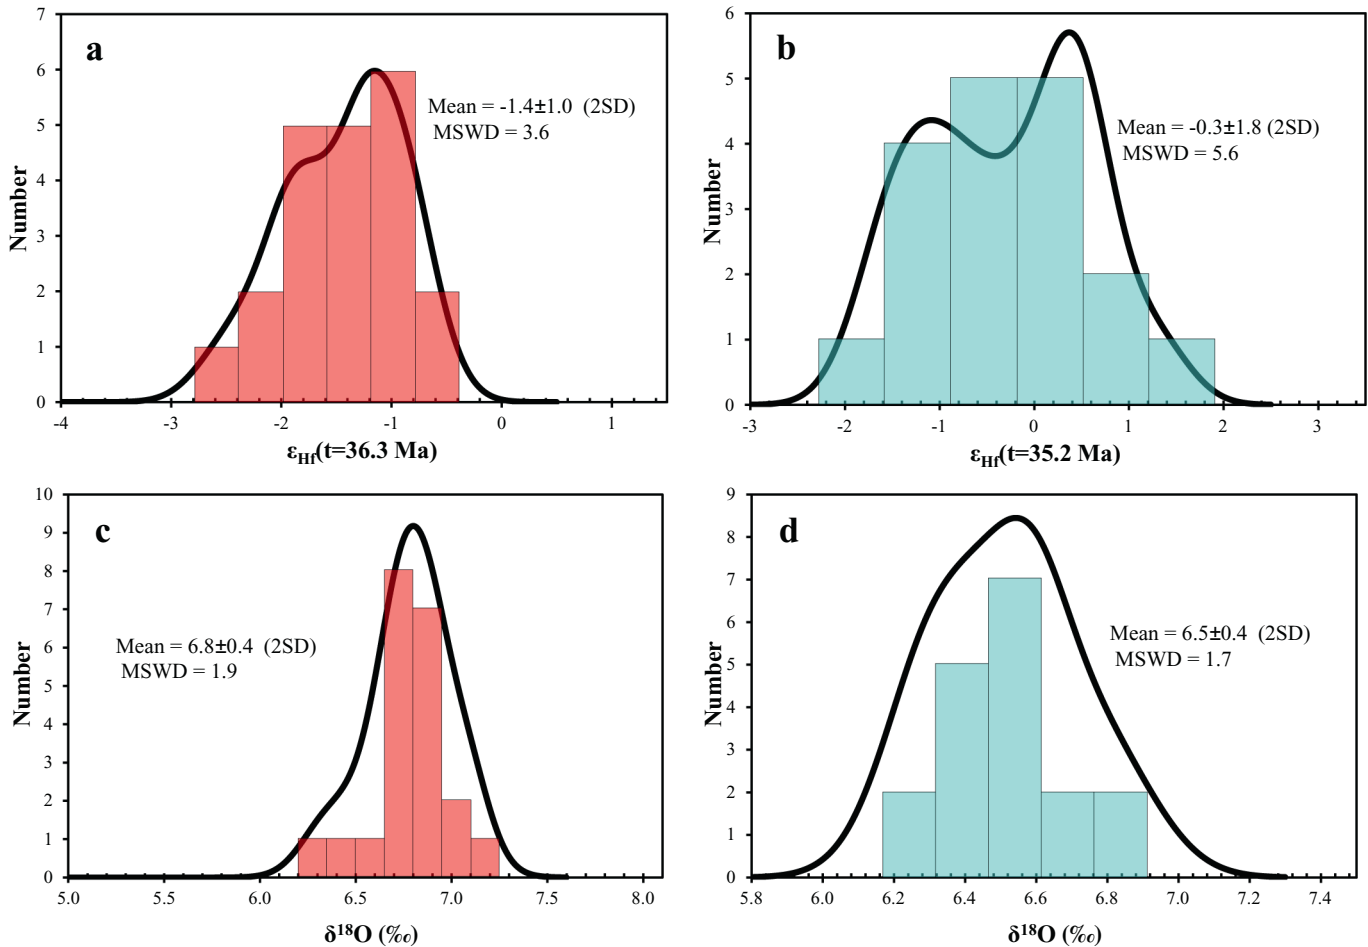 a
Mean = -1.4±1.0 (2SD)
MSWD = 3.6
Number
7
6
5
4
3
2
1
0
-4 -3 -2 -1 0 1
εHf(t=36.3 Ma)
b
Mean = -0.3±1.8 (2SD)
MSWD = 5.6
Number
6
5
4
3
2
1
0
-3 -2 -1 0 1 2 3
εHf(t=35.2 Ma)
c
Mean = 6.8±0.4 (2SD)
MSWD = 1.9
Number
10
9
8
7
6
5
4
3
2
1
0
5.0 5.5 6.0 6.5 7.0 7.5 8.0
δ¹⁸O (‰)
d
Mean = 6.5±0.4 (2SD)
MSWD = 1.7
Number
9
8
7
6
5
4
3
2
1
0
5.8 6.0 6.2 6.4 6.6 6.8 7.0 7.2 7.4
δ¹⁸O (‰)